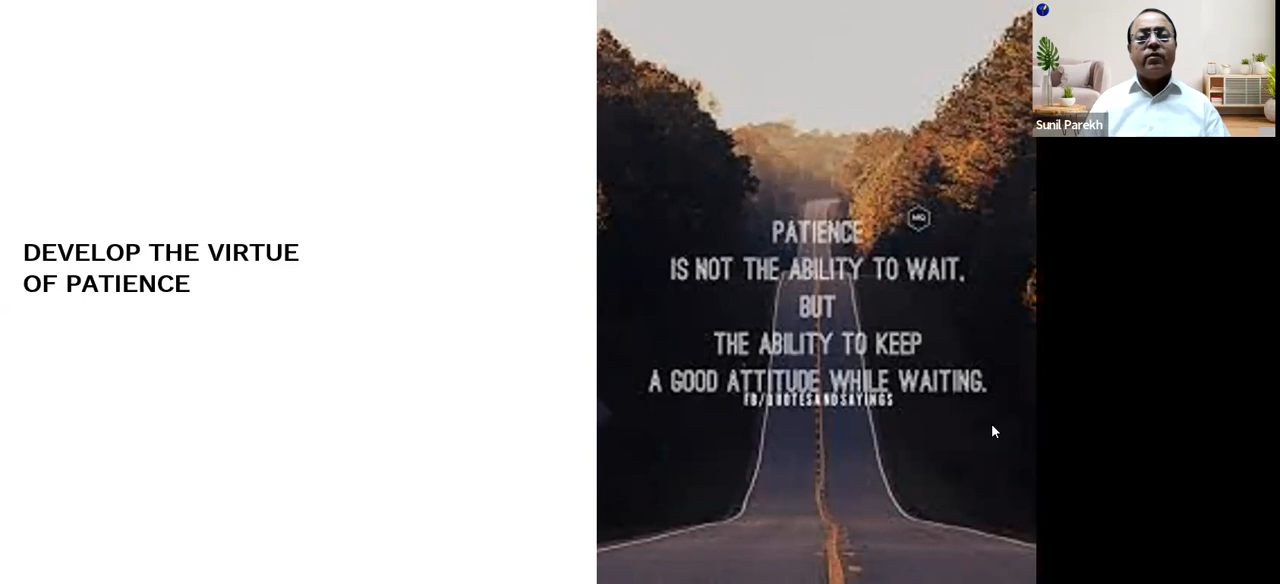 DEVELOP THE VIRTUE
OF PATIENCE
PATIENCE
IS NOT THE ABILITY TO WAIT,
BUT
THE ABILITY TO KEEP
A GOOD ATTITUDE WHILE WAITING.
FB/QUOTESANDSAYINGS
MQ
Sunil Parekh